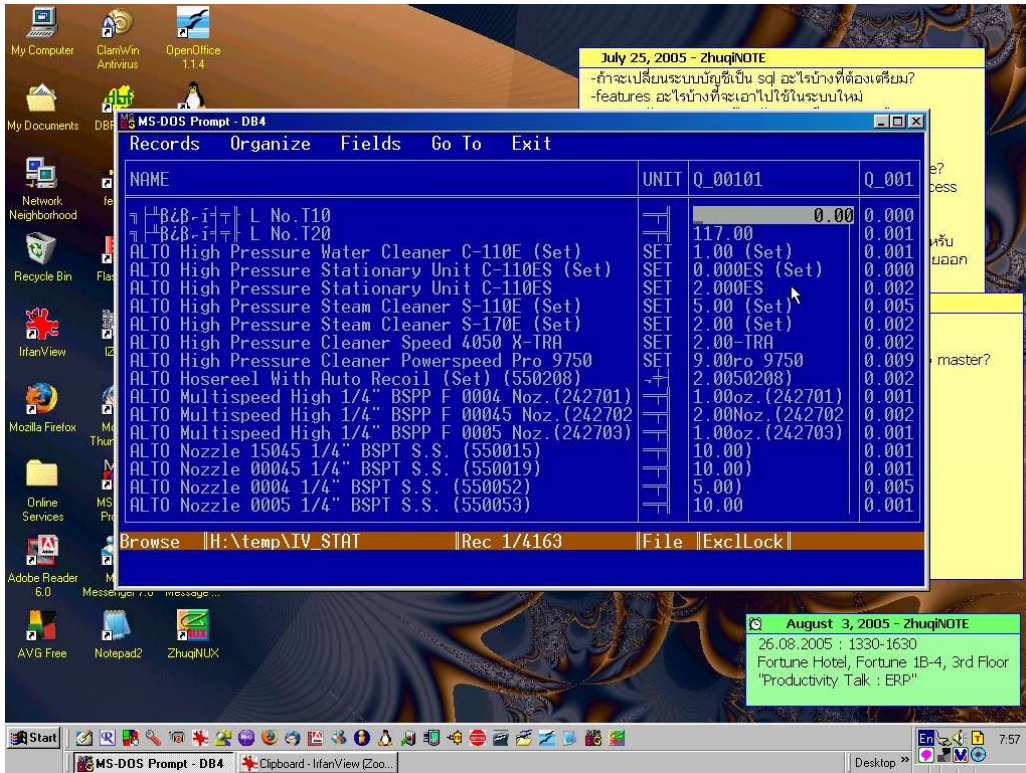 My Computer
ClamWin
Antivirus
OpenOffice
1.1.4
My Documents
Network
Neighborhood
Recycle Bin
IrfanView
Mozilla Firefox
Online
Services
Adobe Reader
6.0
AVG Free
Notepad2
ZhuqiNUX
July 25, 2005 - ZhuqiNOTE
-ถ้าจะเปลี่ยนระบบบัญชีเป็น sql อะไรบ้างที่ต้องเตรียม?
-features อะไรบ้างที่จะเอาไปใช้ในระบบใหม่
master?
MS-DOS Prompt - DB4
Records Organize Fields Go To Exit
NAME UNIT Q_00101 Q_001
L No.T10 0.00 0.000
L No.T20 117.00 0.001
ALTO High Pressure Water Cleaner C-110E (Set) SET 1.00 (Set) 0.001
ALTO High Pressure Stationary Unit C-110ES (Set) SET 0.000ES (Set) 0.000
ALTO High Pressure Stationary Unit C-110ES SET 2.000ES 0.002
ALTO High Pressure Steam Cleaner S-110E (Set) SET 5.00 (Set) 0.005
ALTO High Pressure Steam Cleaner S-170E (Set) SET 2.00 (Set) 0.002
ALTO High Pressure Cleaner Speed 4050 X-TRA SET 2.00-TRA 0.002
ALTO High Pressure Cleaner Powerspeed Pro 9750 SET 9.00ro 9750 0.009
ALTO Hosereel With Auto Recoil (Set) (550208) 2.0050208) 0.002
ALTO Multispeed High 1/4" BSPP F 0004 Noz.(242701) 1.00oz.(242701) 0.001
ALTO Multispeed High 1/4" BSPP F 00045 Noz.(242702 2.00Noz.(242702 0.002
ALTO Multispeed High 1/4" BSPP F 0005 Noz.(242703) 1.00oz.(242703) 0.001
ALTO Nozzle 15045 1/4" BSPT S.S. (550015) 10.00) 0.001
ALTO Nozzle 00045 1/4" BSPT S.S. (550019) 10.00) 0.001
ALTO Nozzle 0004 1/4" BSPT S.S. (550052) 5.00) 0.005
ALTO Nozzle 0005 1/4" BSPT S.S. (550053) 10.00 0.001
Browse H:\temp\IV_STAT Rec 1/4163 File ExclLock
August 3, 2005 - ZhuqiNOTE
26.08.2005 : 1330-1630
Fortune Hotel, Fortune 1B-4, 3rd Floor
"Productivity Talk : ERP"
Start
En
7:57
MS-DOS Prompt - DB4
Clipboard - IrfanView (Zoo...
Desktop »